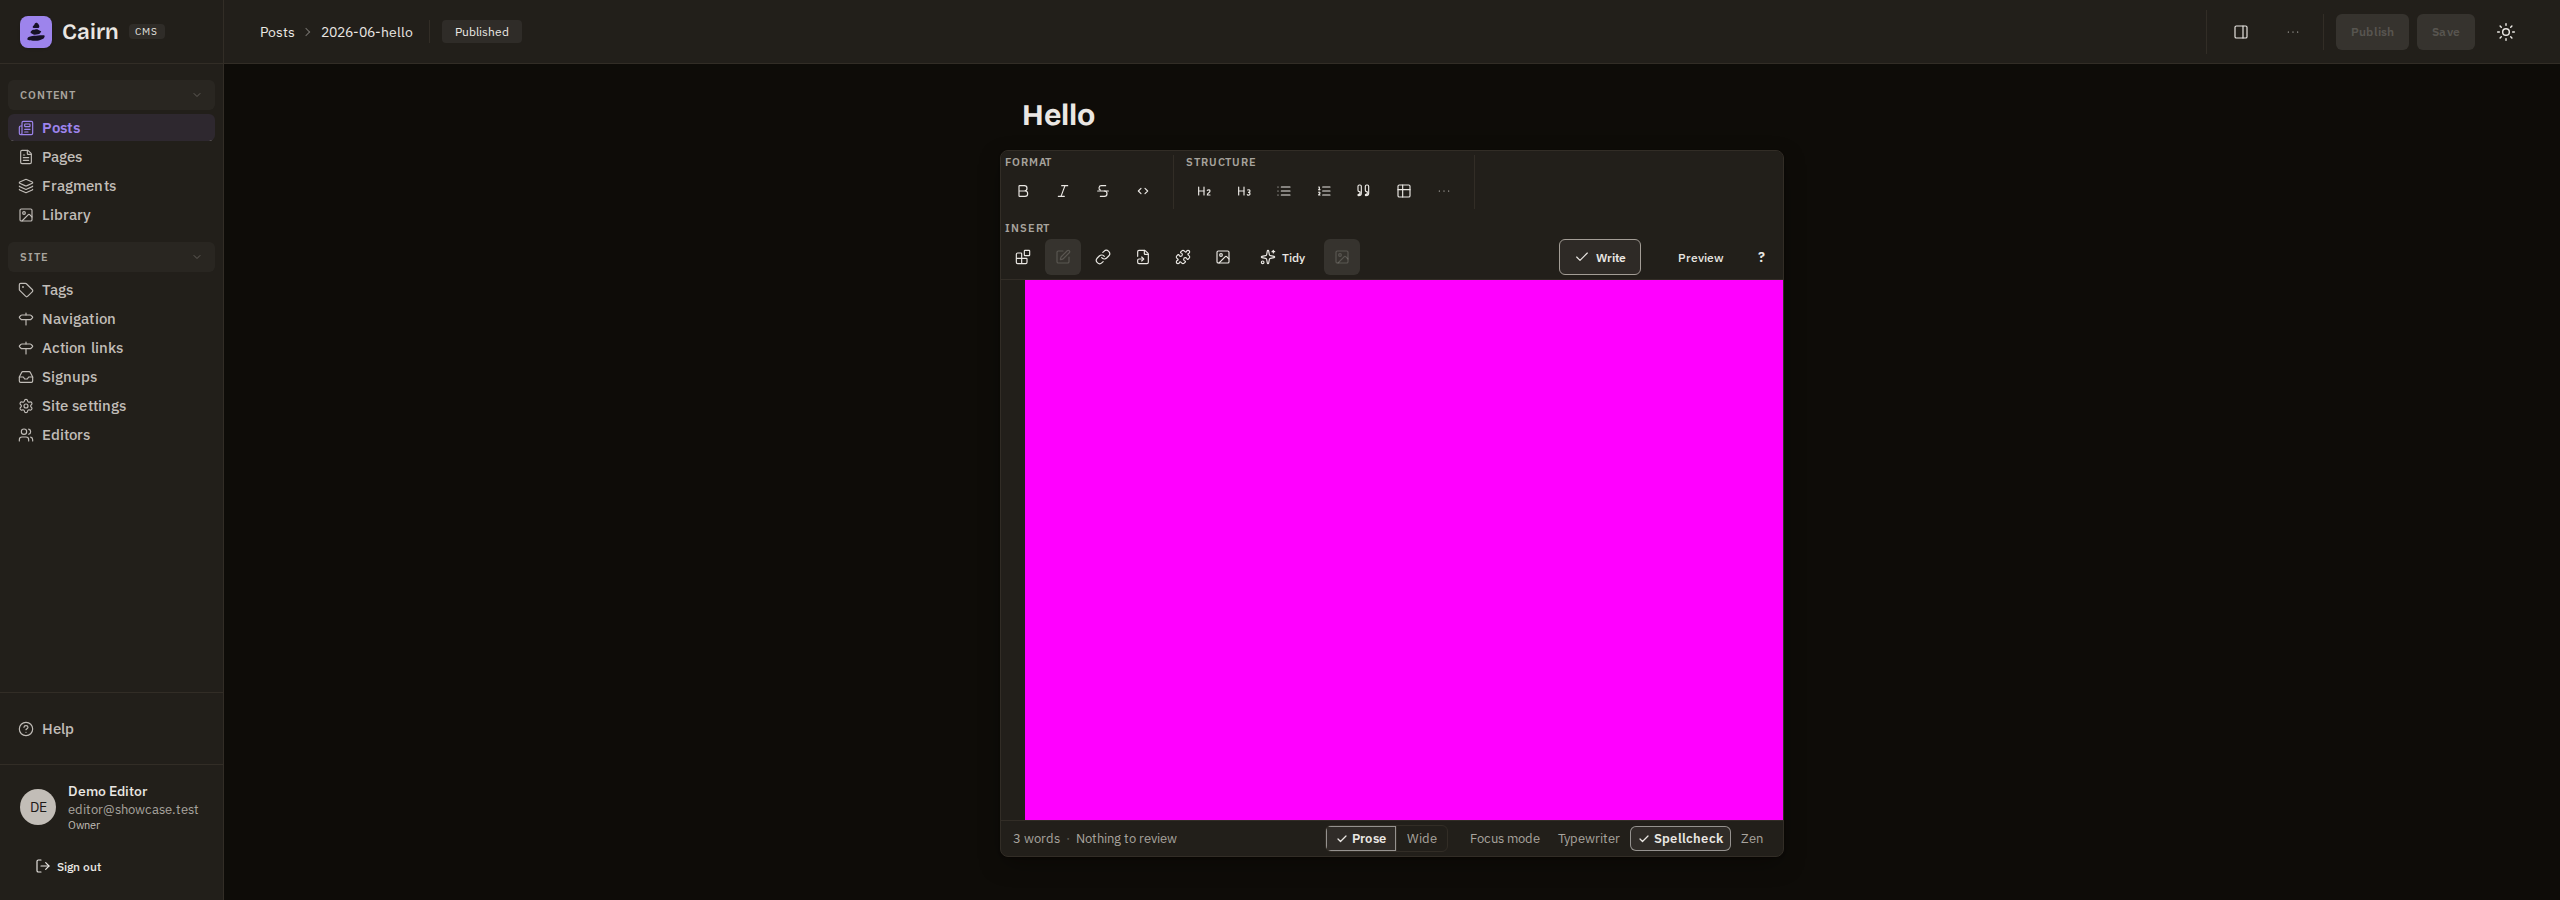 Cairn CMS
Posts > 2026-06-hello Published
Publish Save
CONTENT
Posts
Pages
Fragments
Library
SITE
Tags
Navigation
Action links
Signups
Site settings
Editors
Help
DE
Demo Editor
editor@showcase.test
Owner
Sign out
Hello
FORMAT STRUCTURE
H2 H3
INSERT
Tidy Write Preview ?
3 words · Nothing to review Prose Wide Focus mode Typewriter Spellcheck Zen